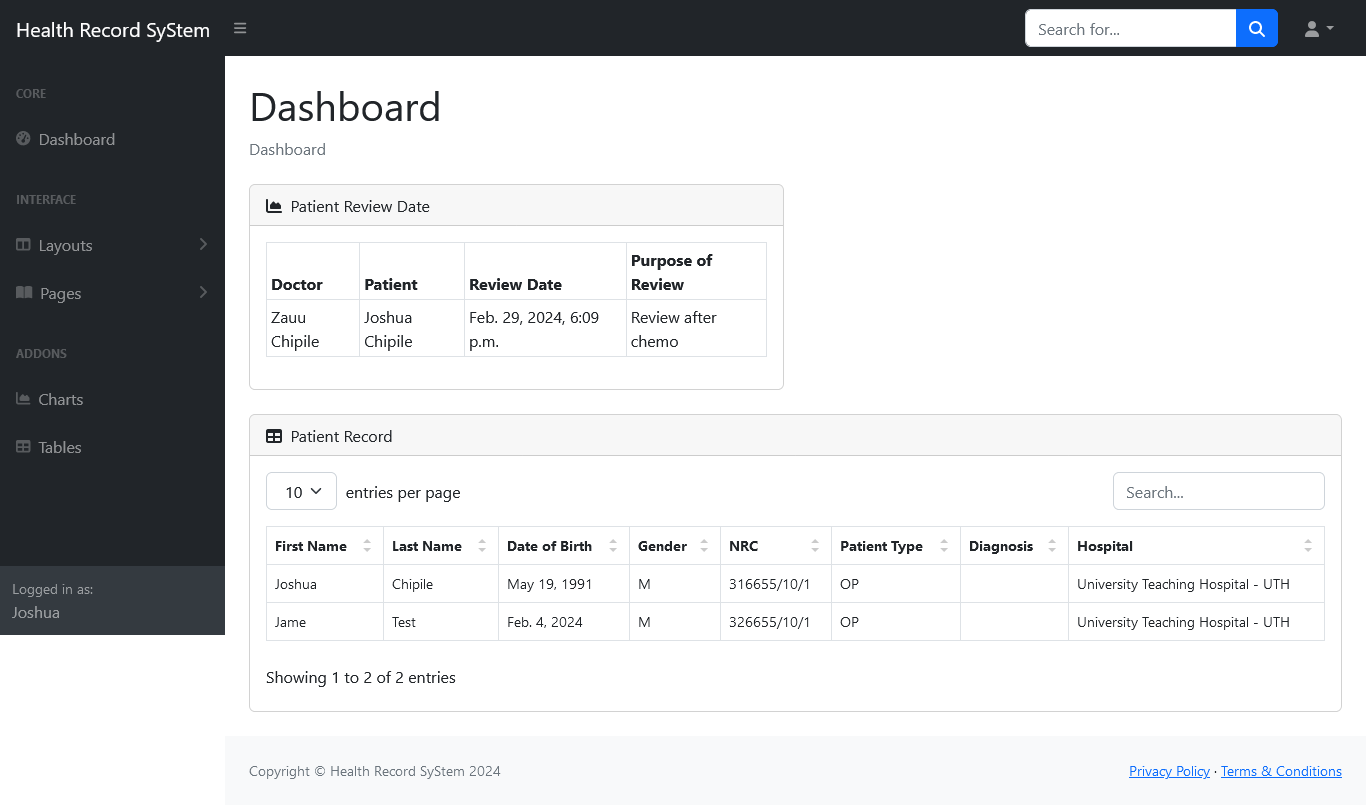 Health Record SyStem
Search for...
CORE
Dashboard
INTERFACE
Layouts
Pages
ADDONS
Charts
Tables
Logged in as:
Joshua
Dashboard
Dashboard
Patient Review Date
Doctor Patient Review Date Purpose of Review
Zauu Chipile Joshua Chipile Feb. 29, 2024, 6:09 p.m. Review after chemo
Patient Record
10 entries per page Search...
First Name Last Name Date of Birth Gender NRC Patient Type Diagnosis Hospital
Joshua Chipile May 19, 1991 M 316655/10/1 OP University Teaching Hospital - UTH
Jame Test Feb. 4, 2024 M 326655/10/1 OP University Teaching Hospital - UTH
Showing 1 to 2 of 2 entries
Copyright © Health Record SyStem 2024 Privacy Policy · Terms & Conditions